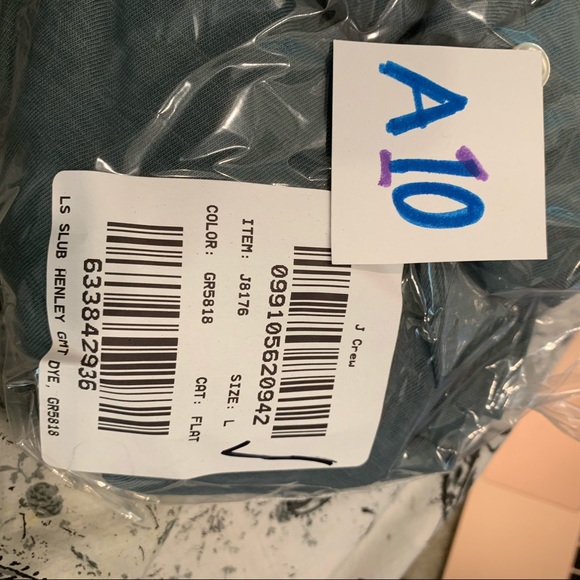 A10
J Crew
099105620942
ITEM: J8176 SIZE: L
COLOR: GR5818 CAT: FLAT
633842936
LS SLUB HENLEY GMT DYE, GR5818